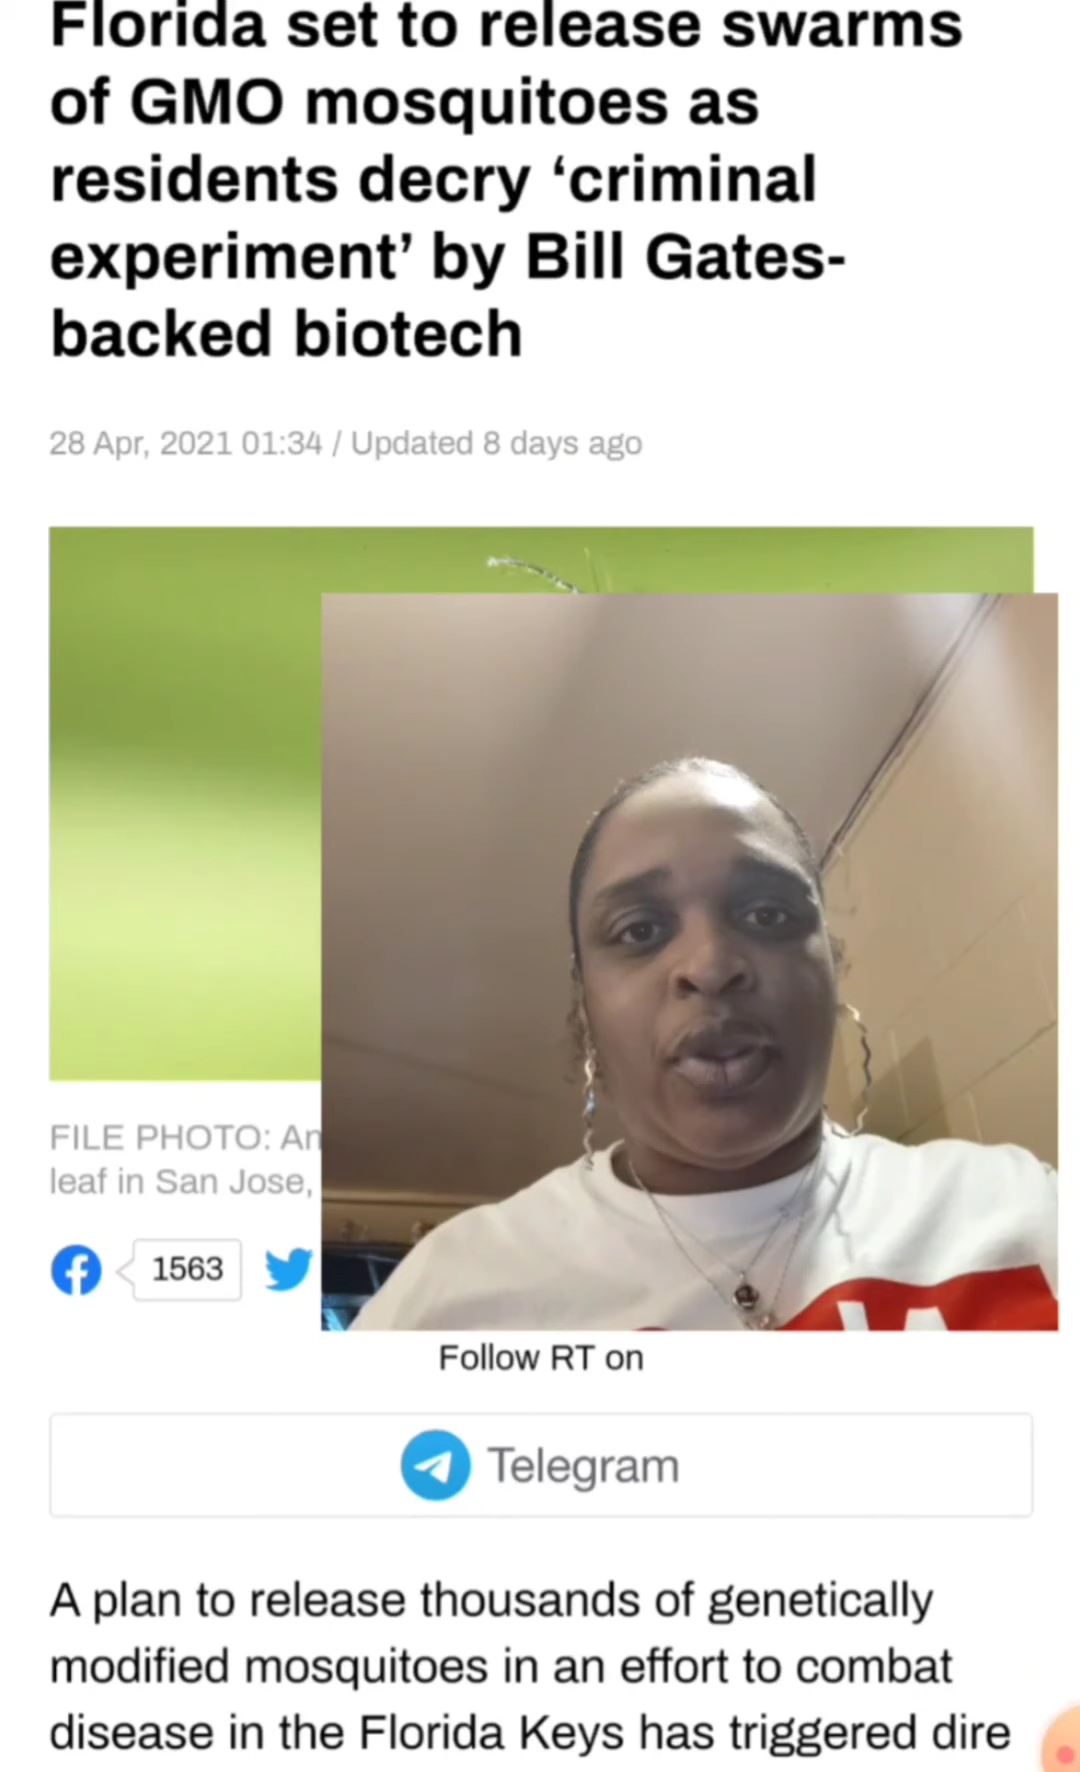 Florida set to release swarms
of GMO mosquitoes as
residents decry ‘criminal
experiment’ by Bill Gates-
backed biotech
28 Apr, 2021 01:34 / Updated 8 days ago
FILE PHOTO: An
leaf in San Jose,
1563
Follow RT on
Telegram
A plan to release thousands of genetically
modified mosquitoes in an effort to combat
disease in the Florida Keys has triggered dire